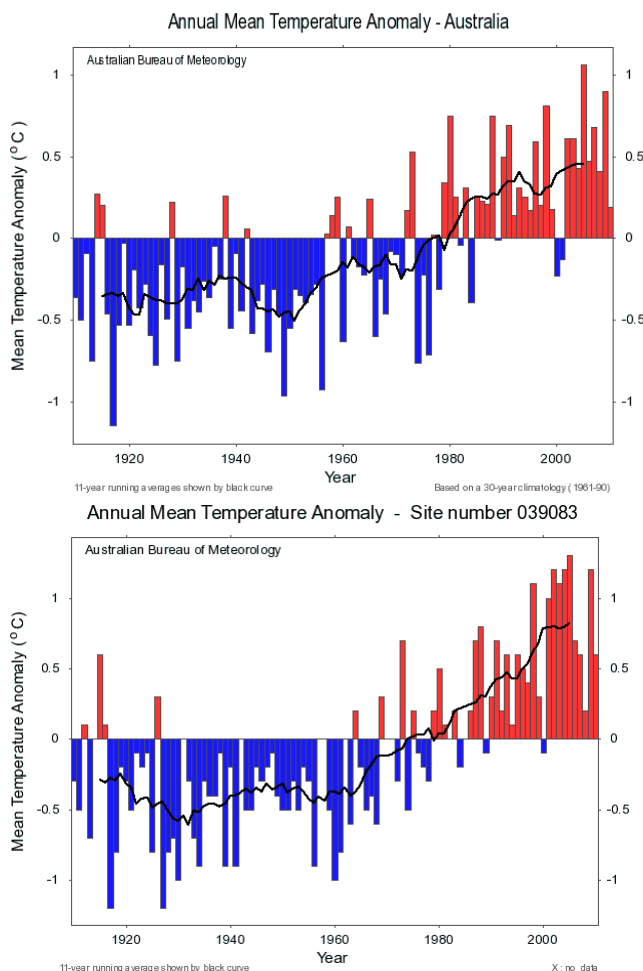 Annual Mean Temperature Anomaly - Australia
Australian Bureau of Meteorology
Mean Temperature Anomaly (°C)
1
0.5
0
-0.5
-1
1
0.5
0
-0.5
-1
1920
1940
1960
1980
2000
Year
11-year running averages shown by black curve
Based on a 30-year climatology (1961-90)
Annual Mean Temperature Anomaly - Site number 039083
Australian Bureau of Meteorology
Mean Temperature Anomaly (°C)
1
0.5
0
-0.5
-1
1
0.5
0
-0.5
-1
1920
1940
1960
1980
2000
Year
11-year running average shown by black curve
X : no data